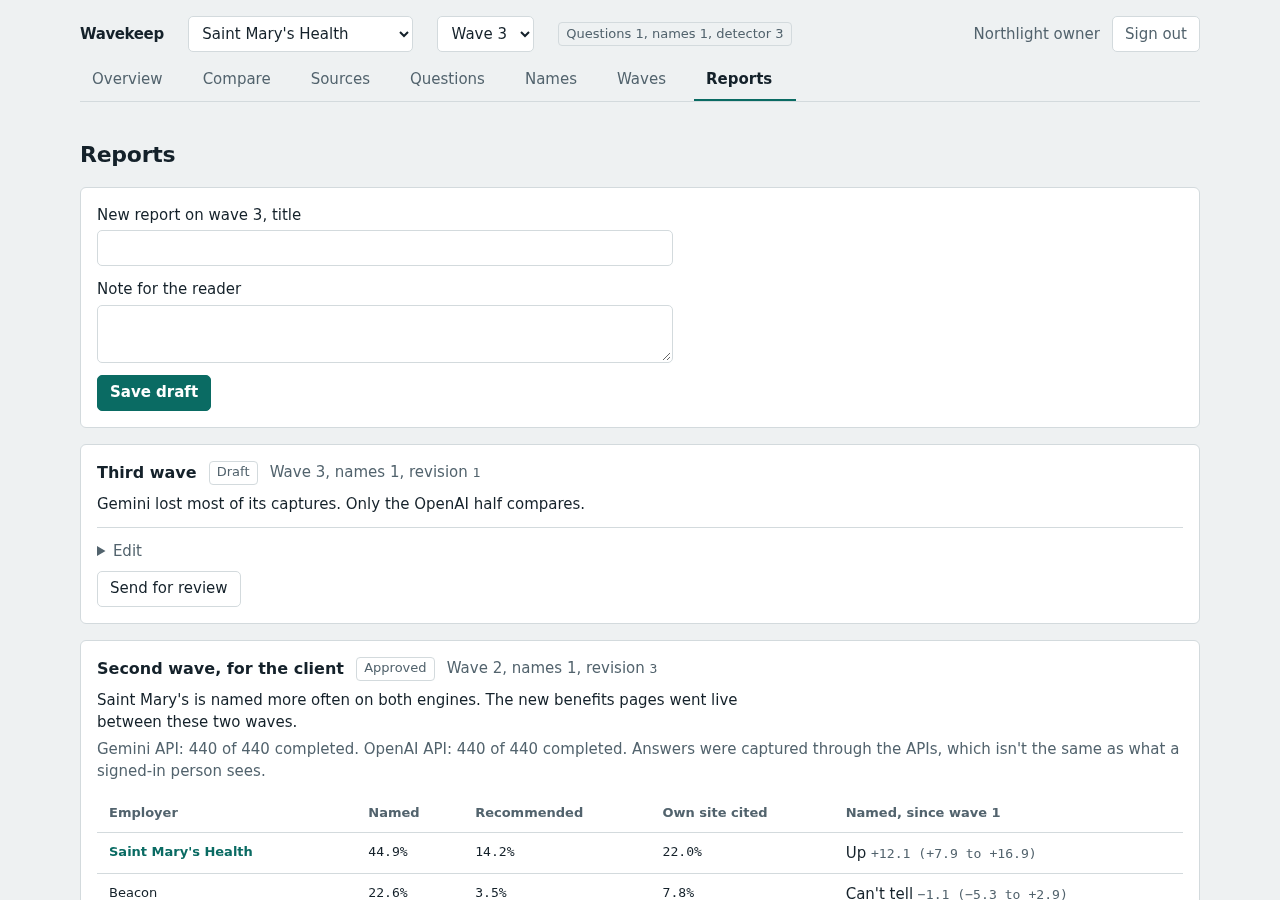 Wavekeep Saint Mary's Health Wave 3 Questions 1, names 1, detector 3 Northlight owner Sign out
Overview Compare Sources Questions Names Waves Reports
Reports
New report on wave 3, title
Note for the reader
Save draft
Third wave Draft Wave 3, names 1, revision 1
Gemini lost most of its captures. Only the OpenAI half compares.
Edit
Send for review
Second wave, for the client Approved Wave 2, names 1, revision 3
Saint Mary's is named more often on both engines. The new benefits pages went live
between these two waves.
Gemini API: 440 of 440 completed. OpenAI API: 440 of 440 completed. Answers were captured through the APIs, which isn't the same as what a
signed-in person sees.
Employer Named Recommended Own site cited Named, since wave 1
Saint Mary's Health 44.9% 14.2% 22.0% Up +12.1 (+7.9 to +16.9)
Beacon 22.6% 3.5% 7.8% Can't tell −1.1 (−5.3 to +2.9)